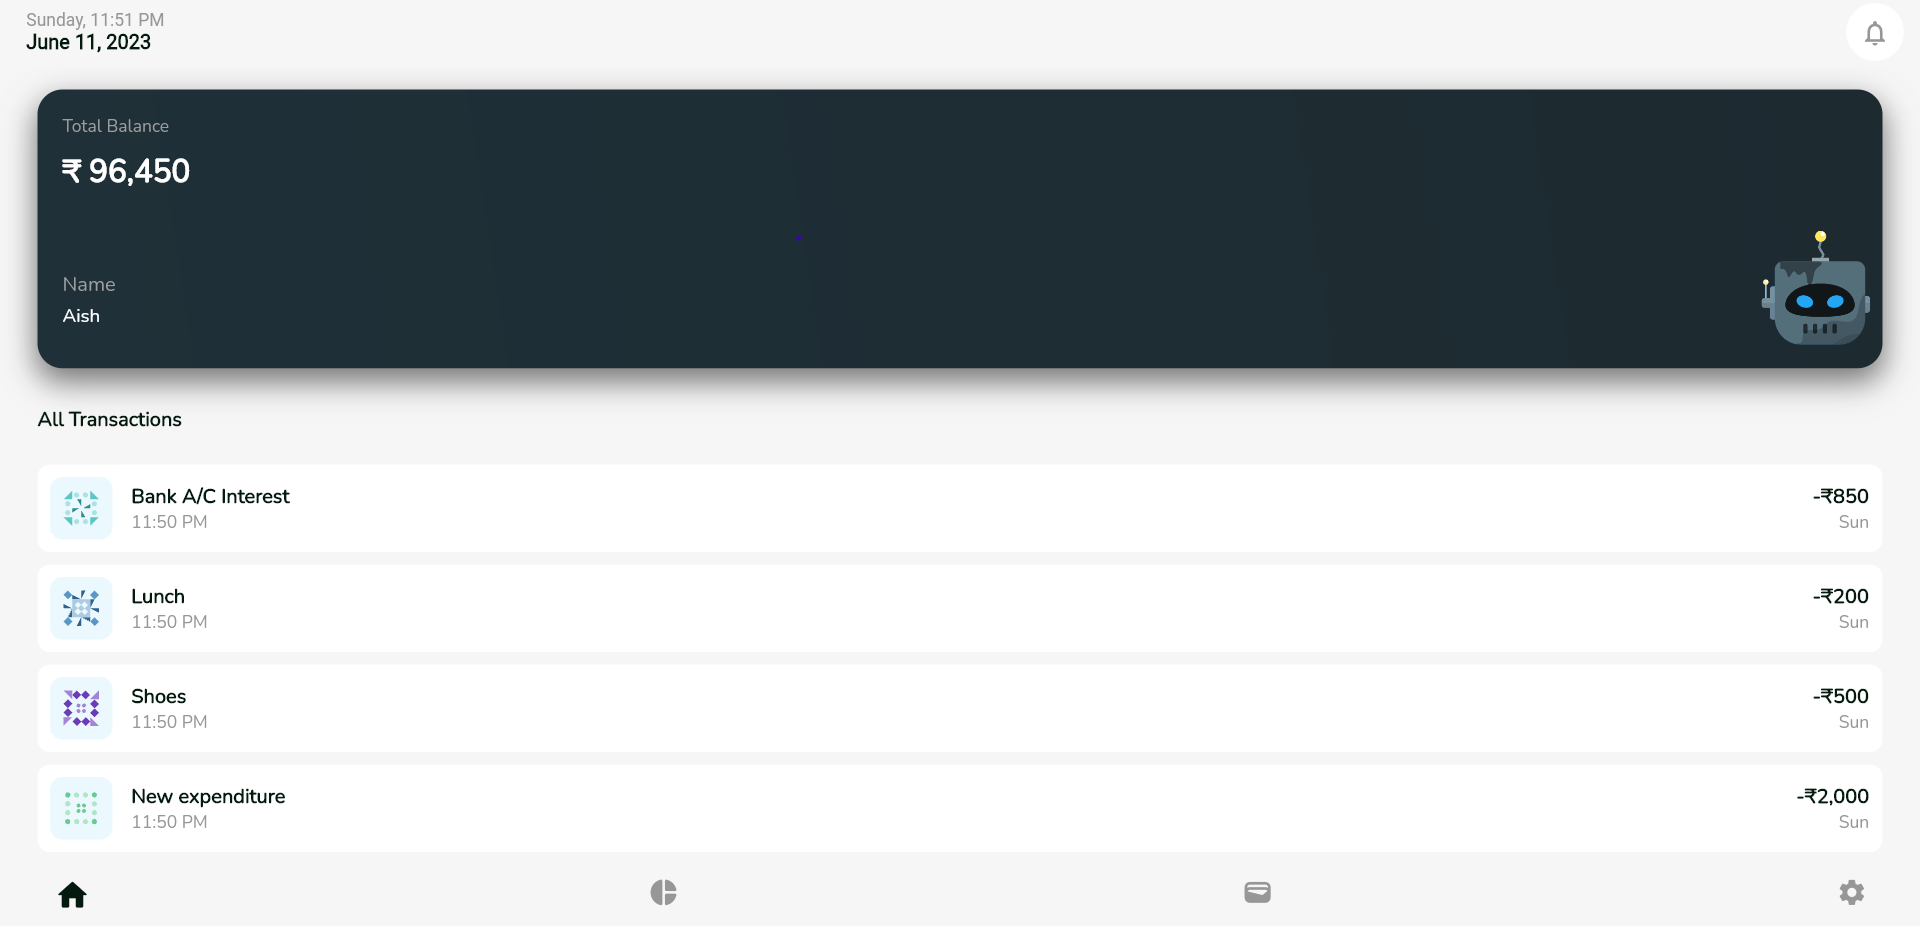 Sunday, 11:51 PM
June 11, 2023
Total Balance
₹ 96,450
Name
Aish
All Transactions
Bank A/C Interest -₹850
11:50 PM Sun
Lunch -₹200
11:50 PM Sun
Shoes -₹500
11:50 PM Sun
New expenditure -₹2,000
11:50 PM Sun